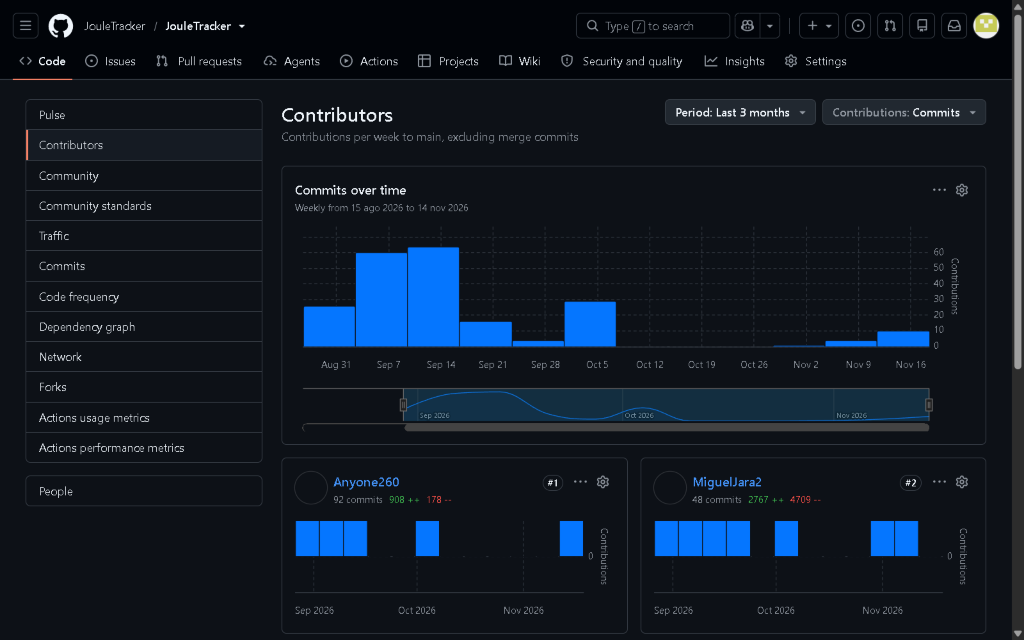 JouleTracker / JouleTracker
Type / to search
Code Issues Pull requests Agents Actions Projects Wiki Security and quality Insights Settings
Pulse
Contributors
Community
Community standards
Traffic
Commits
Code frequency
Dependency graph
Network
Forks
Actions usage metrics
Actions performance metrics
People
Contributors
Contributions per week to main, excluding merge commits
Period: Last 3 months
Contributions: Commits
Commits over time
Weekly from 15 ago 2026 to 14 nov 2026
60
50
40
30
20
10
0
Contributions
Aug 31 Sep 7 Sep 14 Sep 21 Sep 28 Oct 5 Oct 12 Oct 19 Oct 26 Nov 2 Nov 9 Nov 16
Sep 2026 Oct 2026 Nov 2026
Anyone260
#1
92 commits 908 ++ 178 --
0
Contributions
Sep 2026 Oct 2026 Nov 2026
MiguelJara2
#2
48 commits 2767 ++ 4709 --
0
Contributions
Sep 2026 Oct 2026 Nov 2026